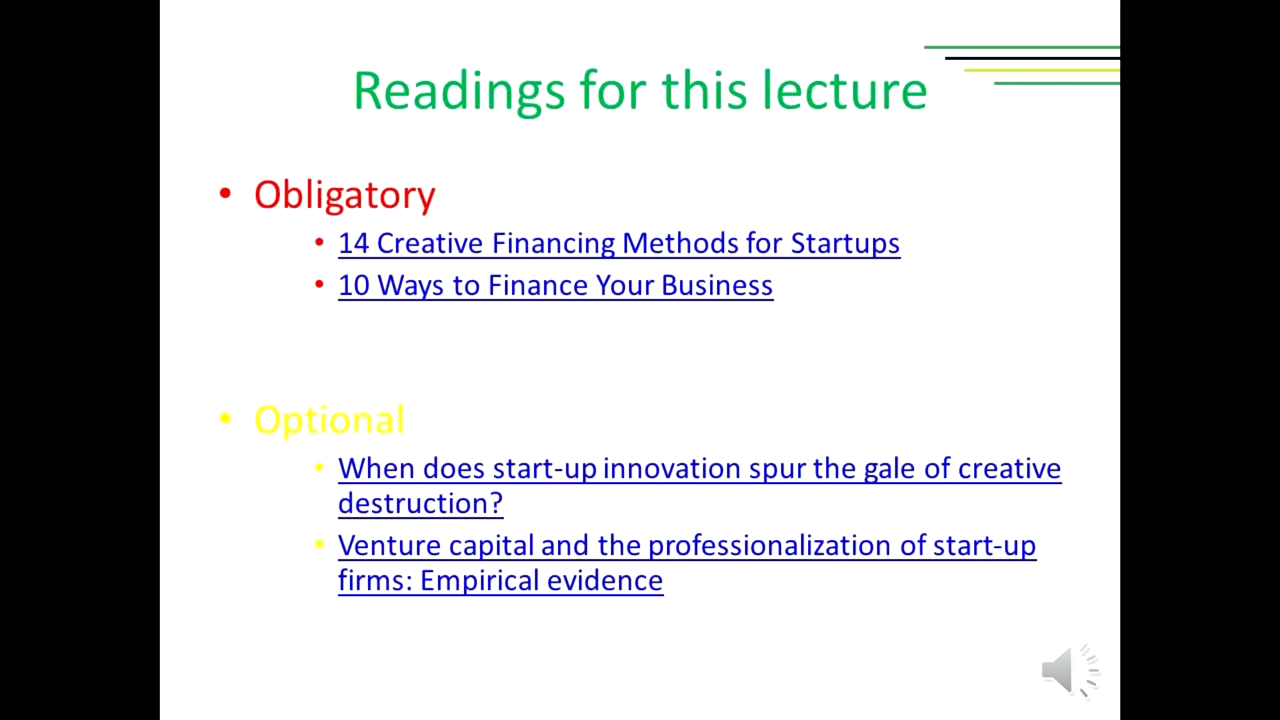 Readings for this lecture
• Obligatory
• 14 Creative Financing Methods for Startups
• 10 Ways to Finance Your Business
• Optional
• When does start-up innovation spur the gale of creative
destruction?
• Venture capital and the professionalization of start-up
firms: Empirical evidence